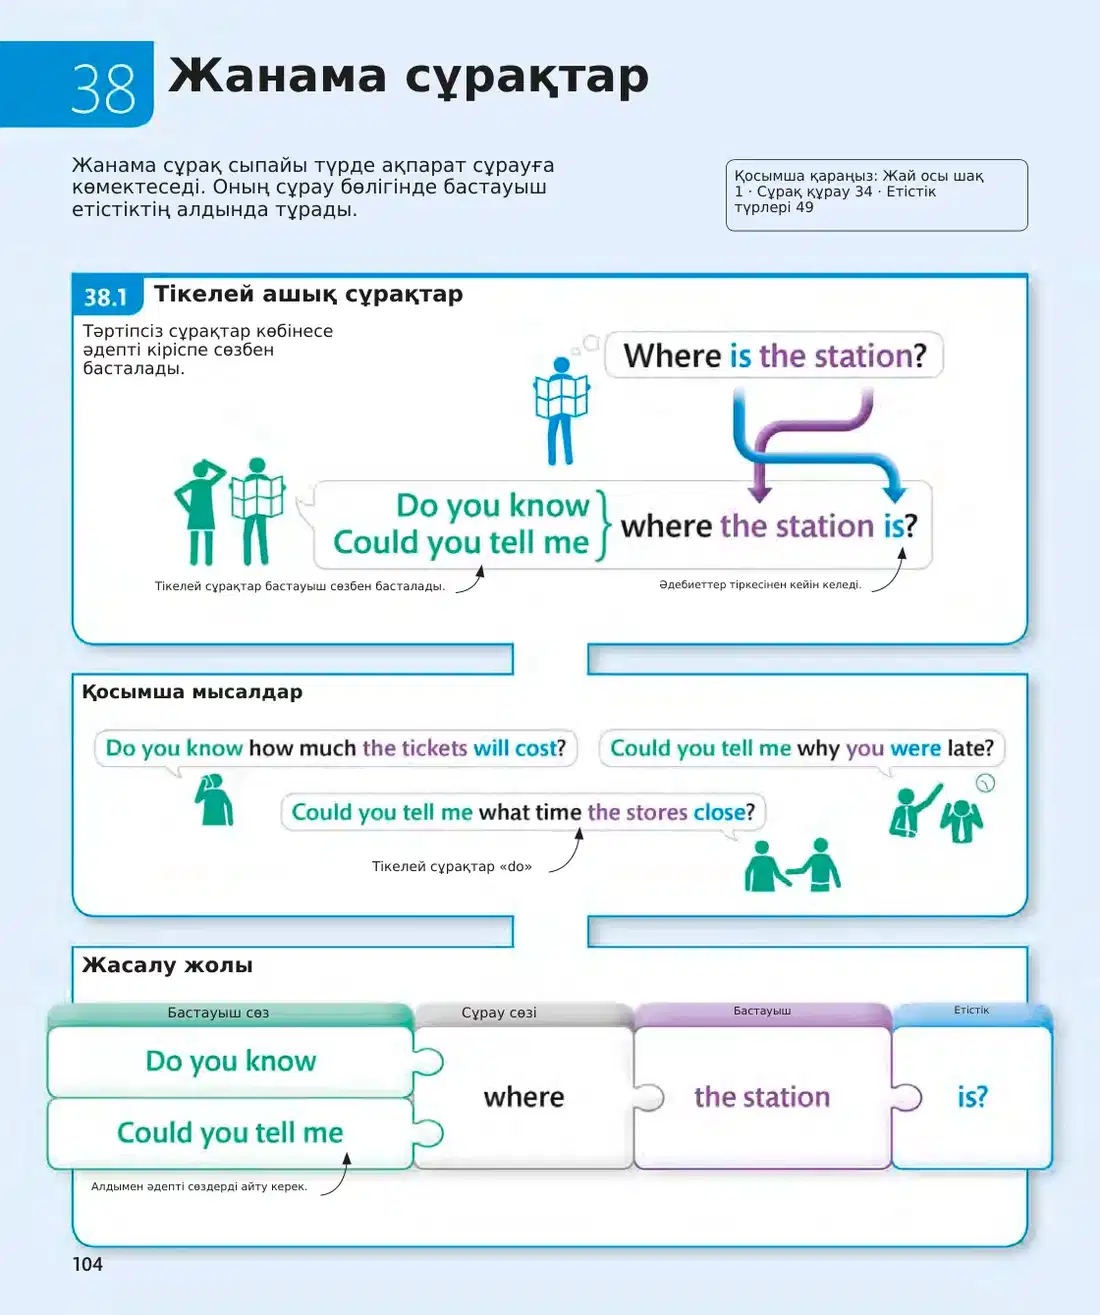 38
Жанама сұрақтар
Жанама сұрақ сыпайы түрде ақпарат сұрауға
көмектеседі. Оның сұрау бөлігінде бастауыш
етістіктің алдында тұрады.
Қосымша қараңыз: Жай осы шақ
1 · Сұрақ құрау 34 · Етістік
түрлері 49
38.1 Тікелей ашық сұрақтар
Тәртіпсіз сұрақтар көбінесе
әдепті кіріспе сөзбен
басталады.
Where is the station?
Do you know
Could you tell me
where the station is?
Тікелей сұрақтар бастауыш сөзбен басталады.
Әдебиеттер тіркесінен кейін келеді.
Қосымша мысалдар
Do you know how much the tickets will cost?
Could you tell me why you were late?
Could you tell me what time the stores close?
Тікелей сұрақтар «do»
Жасалу жолы
Бастауыш сөз
Сұрау сөзі
Бастауыш
Етістік
Do you know
Could you tell me
where
the station
is?
Алдымен әдепті сөздерді айту керек.
104